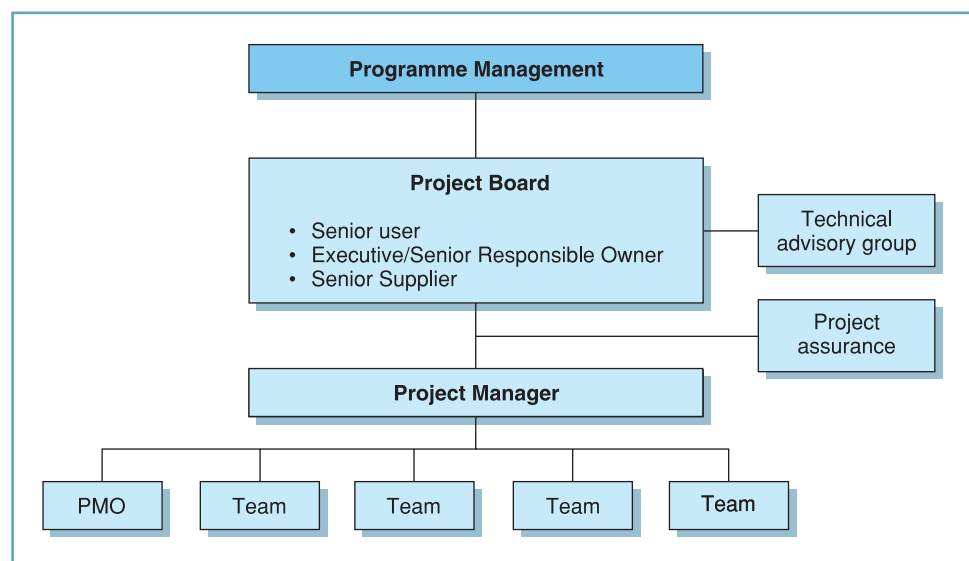 Programme Management
Project Board
• Senior user
• Executive/Senior Responsible Owner
• Senior Supplier
Technical
advisory group
Project
assurance
Project Manager
PMO
Team
Team
Team
Team